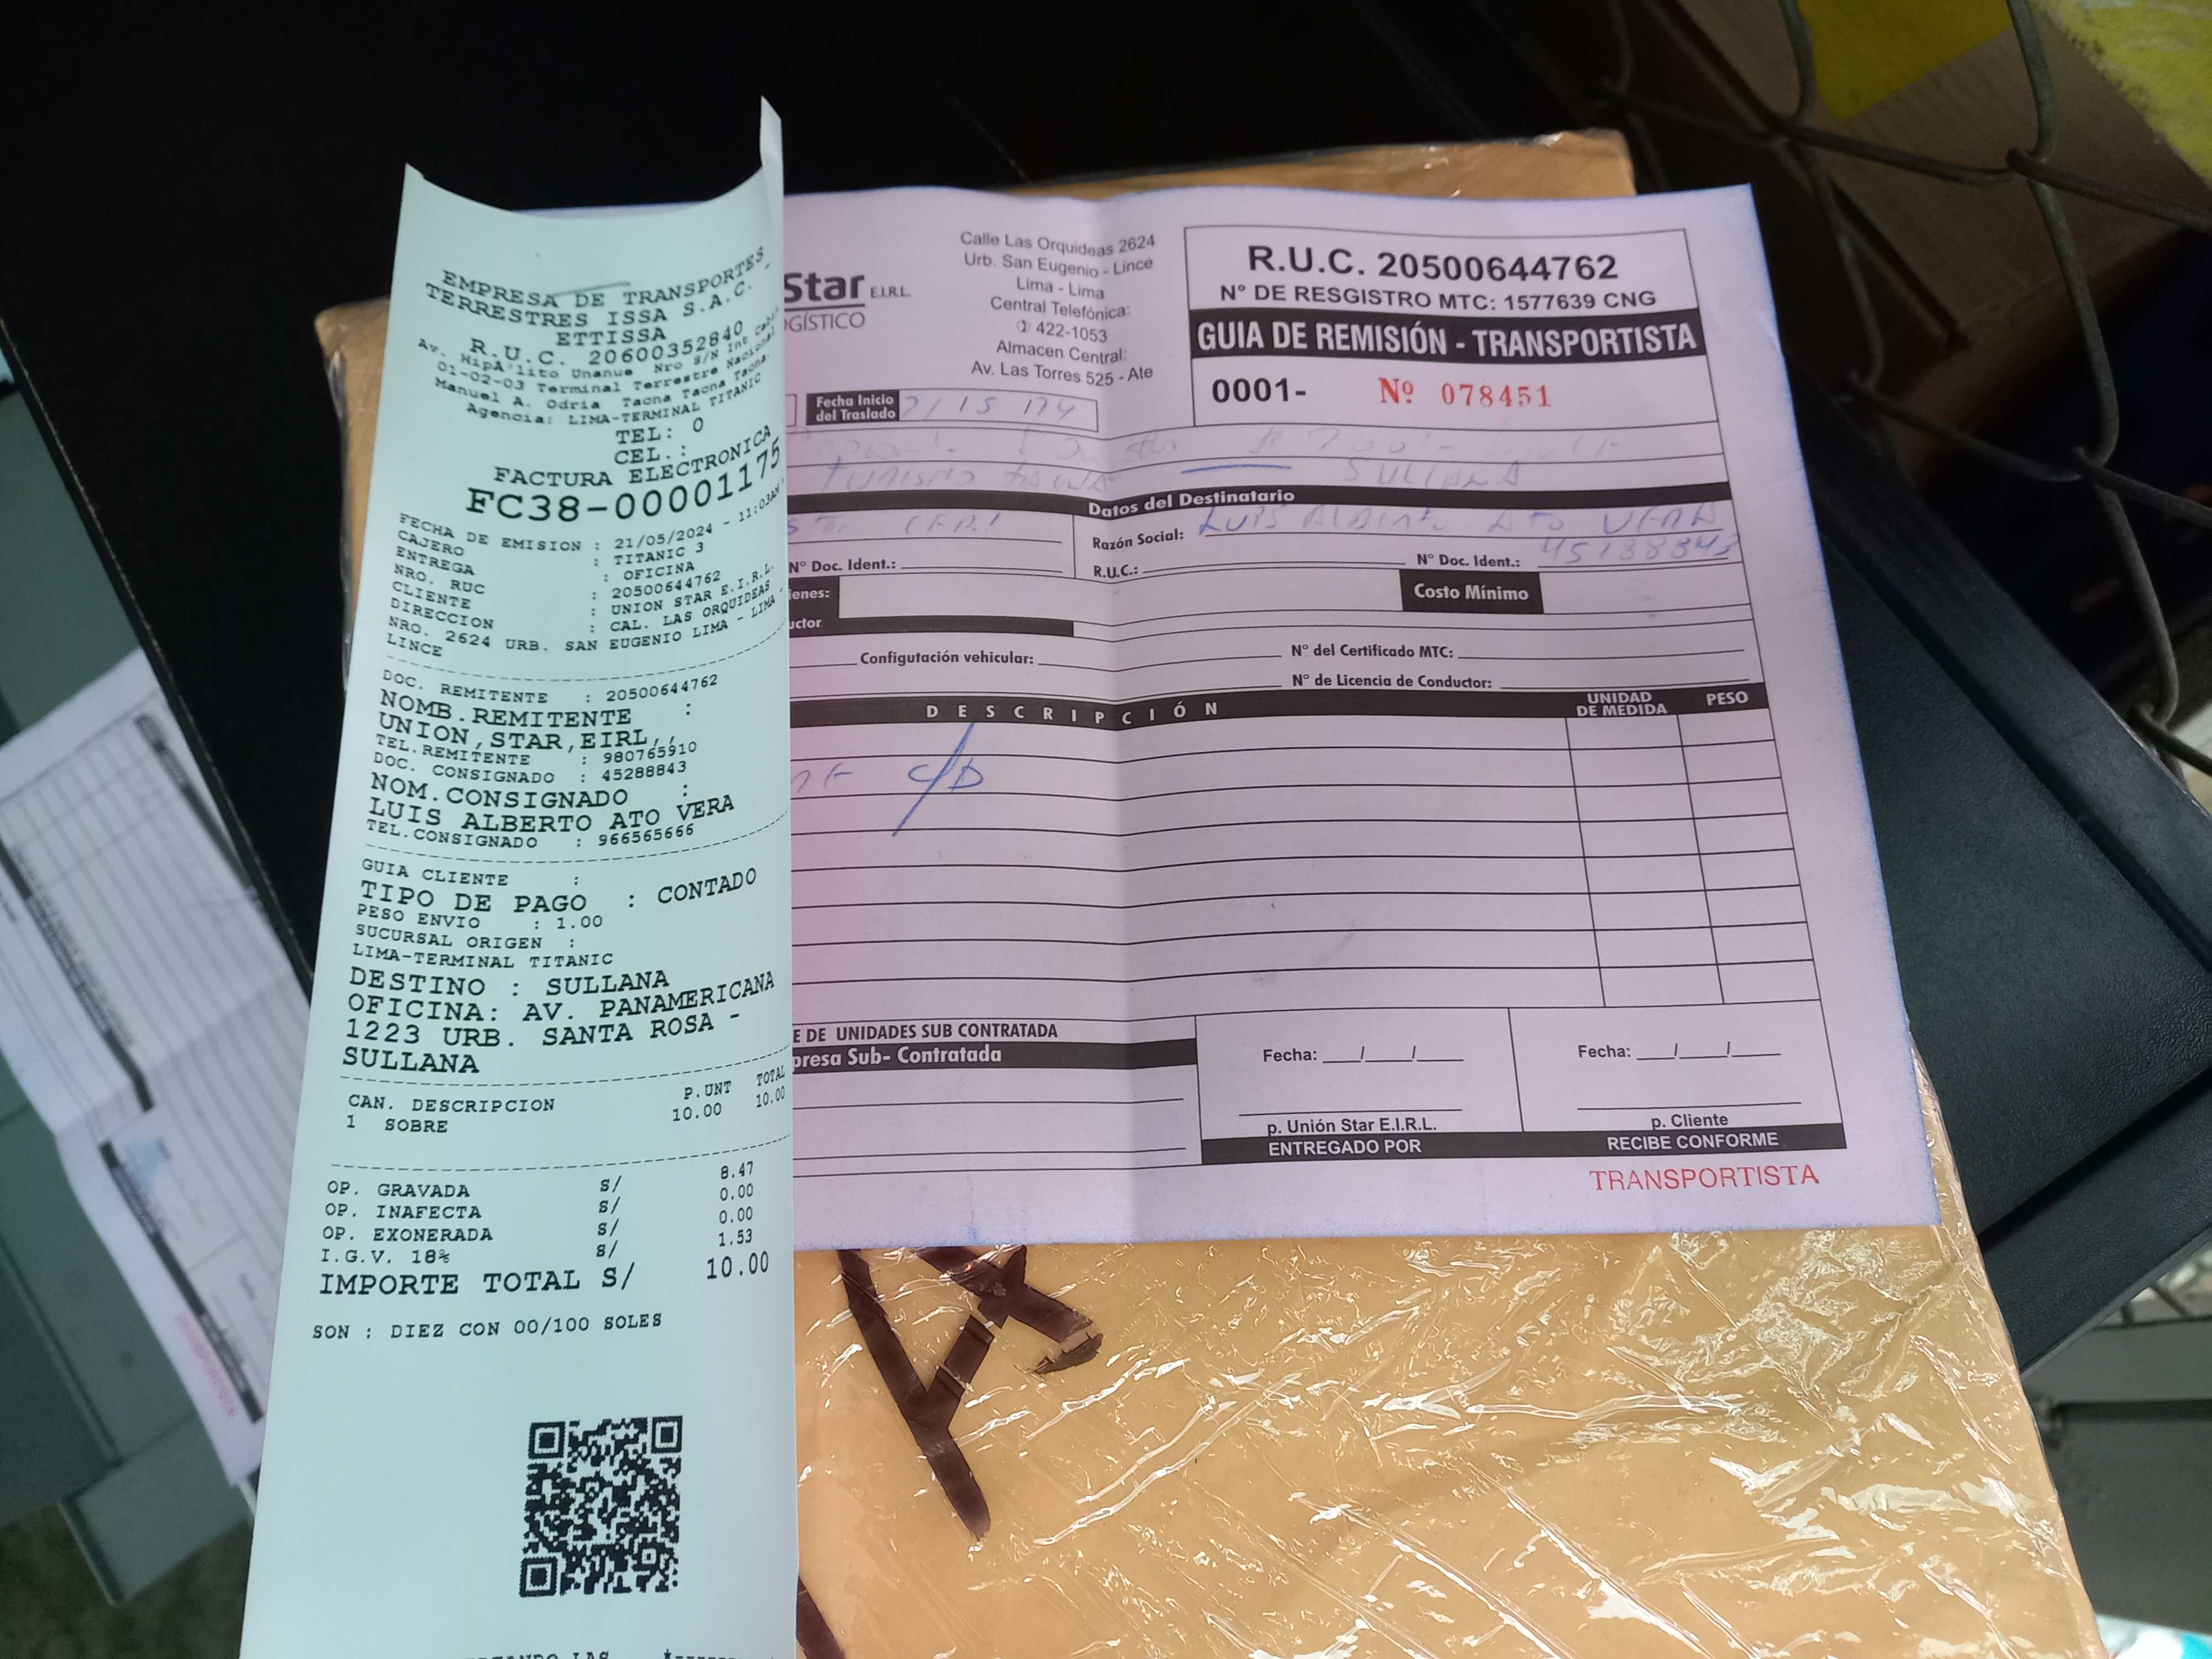 EMPRESA DE TRANSPORTES
TERRESTRES ISSA S.A.C. -
ETTISSA
R.U.C. 20600352840
Av. HipÃ³lito Unanue Nro S/N Int Cabi
01-02-03 Terminal Terrestre Nacional
Manuel A. Odria Tacna Tacna Tacna.
Agencia: LIMA-TERMINAL TITANIC
TEL: 0
CEL.:
FACTURA ELECTRONICA
FC38-00001175
FECHA DE EMISION : 21/05/2024 - 11:03AM
CAJERO : TITANIC 3
ENTREGA : OFICINA
NRO. RUC : 20500644762
CLIENTE : UNION STAR E.I.R.L.
DIRECCION : CAL. LAS ORQUIDEAS
NRO. 2624 URB. SAN EUGENIO LIMA - LIMA -
LINCE
DOC. REMITENTE : 20500644762
NOMB.REMITENTE :
UNION,STAR,EIRL,,
TEL.REMITENTE : 980765910
DOC. CONSIGNADO : 45288843
NOM.CONSIGNADO :
LUIS ALBERTO ATO VERA
TEL.CONSIGNADO : 966565666
GUIA CLIENTE :
TIPO DE PAGO : CONTADO
PESO ENVIO : 1.00
SUCURSAL ORIGEN :
LIMA-TERMINAL TITANIC
DESTINO : SULLANA
OFICINA: AV. PANAMERICANA
1223 URB. SANTA ROSA -
SULLANA
CAN. DESCRIPCION P.UNT TOTAL
1 SOBRE 10.00 10.00
OP. GRAVADA S/ 8.47
OP. INAFECTA S/ 0.00
OP. EXONERADA S/ 0.00
I.G.V. 18% S/ 1.53
IMPORTE TOTAL S/ 10.00
SON : DIEZ CON 00/100 SOLES
Star E.I.R.L.
GÍSTICO
Calle Las Orquideas 2624
Urb. San Eugenio - Lince
Lima - Lima
Central Telefónica:
422-1053
Almacen Central:
Av. Las Torres 525 - Ate
R.U.C. 20500644762
N° DE RESGISTRO MTC: 1577639 CNG
GUIA DE REMISIÓN - TRANSPORTISTA
0001- Nº 078451
Fecha Inicio
del Traslado
SULLANA
Datos del Destinatario
Razón Social: LUIS ALBERTO ATO VERA
N° Doc. Ident.:
R.U.C.: N° Doc. Ident.:
ienes:
Costo Mínimo
uctor
Configutación vehicular: N° del Certificado MTC:
N° de Licencia de Conductor:
DESCRIPCIÓN UNIDAD DE MEDIDA PESO
C/D
E DE UNIDADES SUB CONTRATADA
presa Sub- Contratada
Fecha: __/__/__ Fecha: __/__/__
p. Unión Star E.I.R.L. p. Cliente
ENTREGADO POR RECIBE CONFORME
TRANSPORTISTA